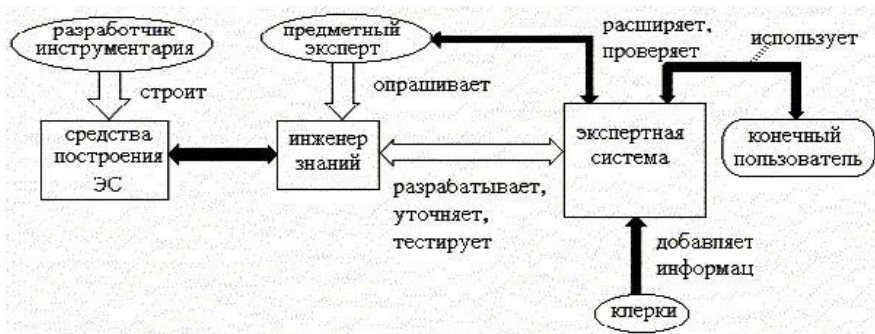 разработчик
инструментария
строит
средства
построения
ЭС
предметный
эксперт
опрашивает
инженер
знаний
разрабатывает,
уточняет,
тестирует
расширяет,
проверяет
экспертная
система
использует
конечный
пользователь
добавляет
информац
клерки